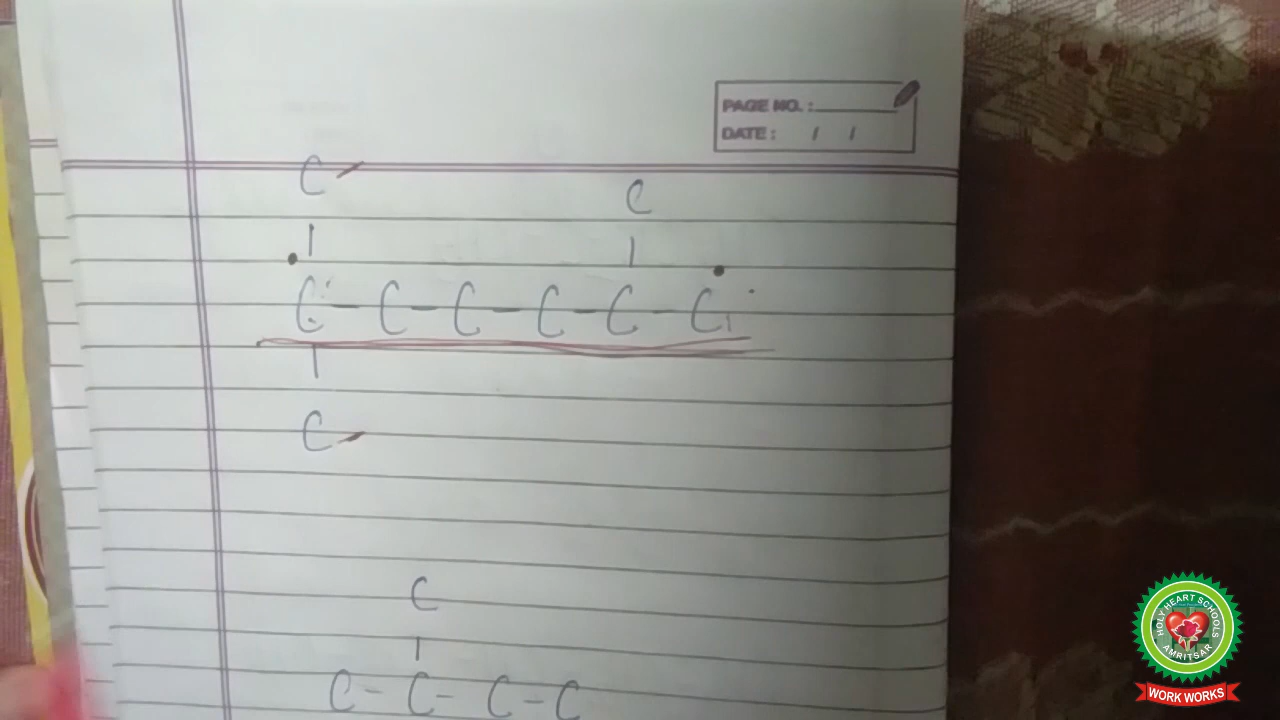 PAGE NO. :
DATE : / /
C
C
C - C - C - C - C - C
C
C
C - C - C - C
HOLY HEART SCHOOLS
AMRITSAR
WORK WORKS